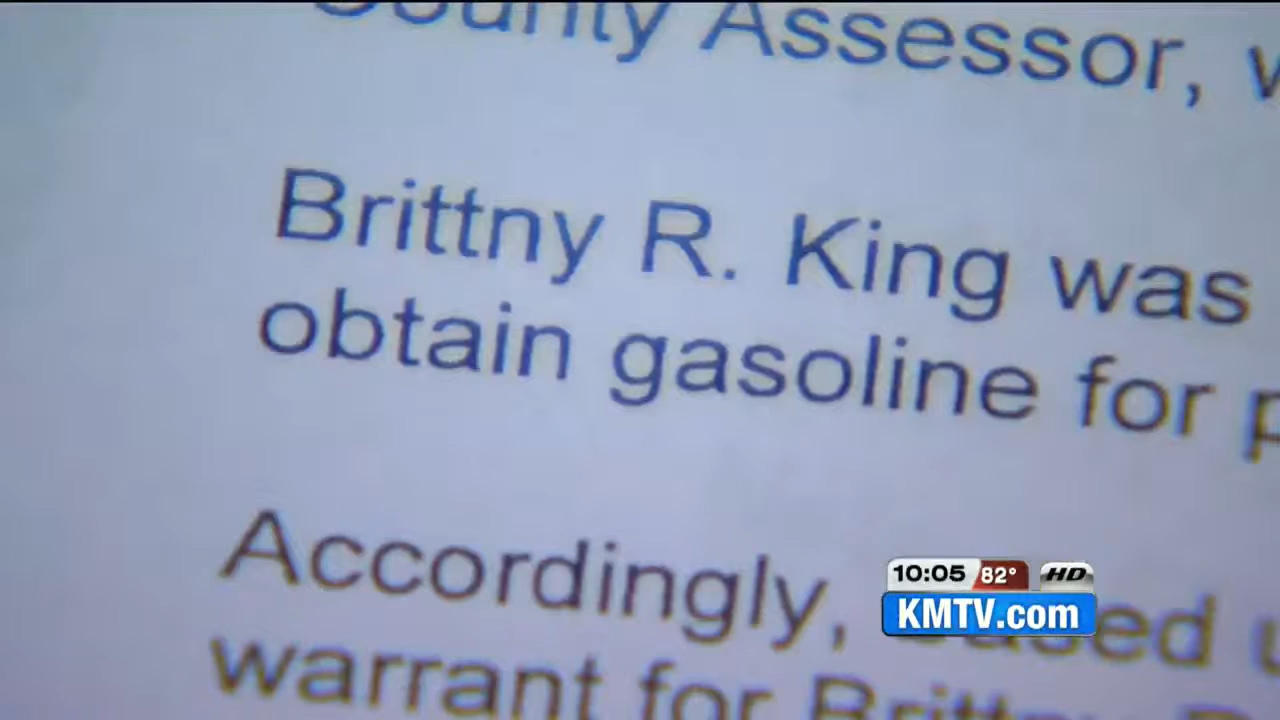 County Assessor,
Brittny R. King was
obtain gasoline for
Accordingly,
warrant for
10:05 82° HD
KMTV.com